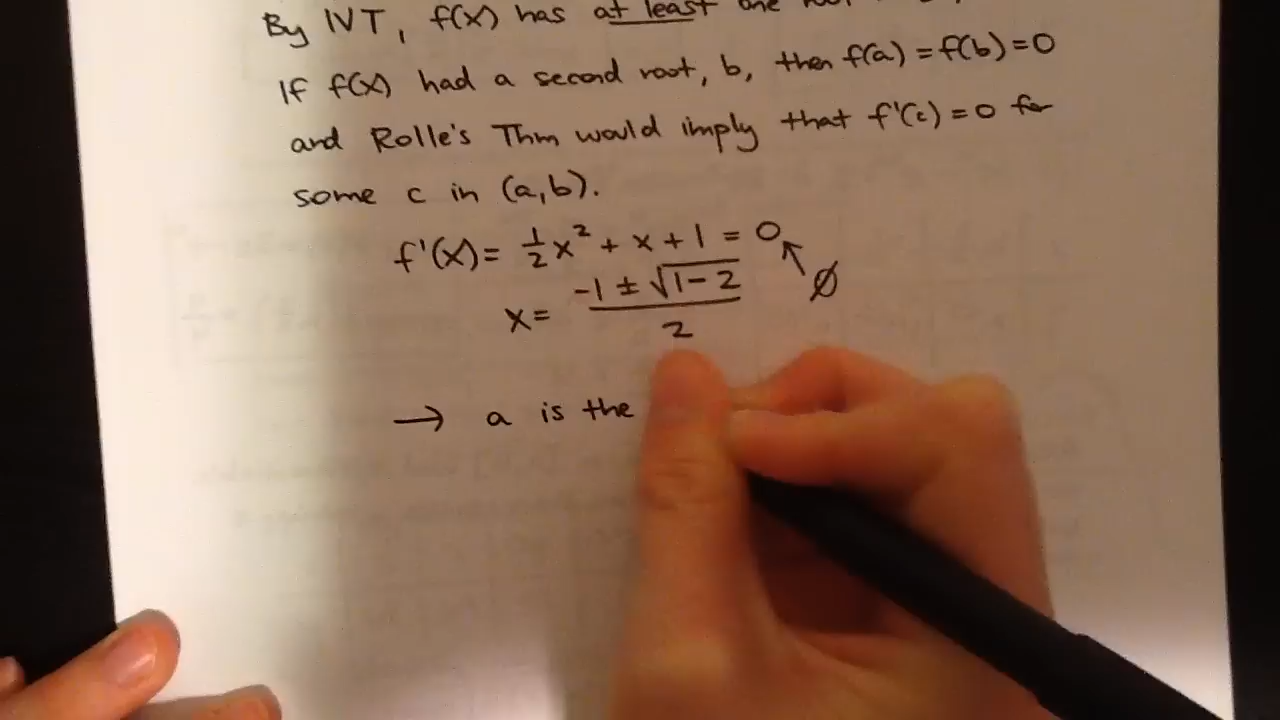 By IVT, f(x) has at least one
If f(x) had a second root, b, then f(a) = f(b) = 0
and Rolle's Thm would imply that f'(c) = 0 for
some c in (a,b).
f'(x) = ½x² + x + 1 = 0
∅
x = (-1 ± √(1-2))/2
→ a is the